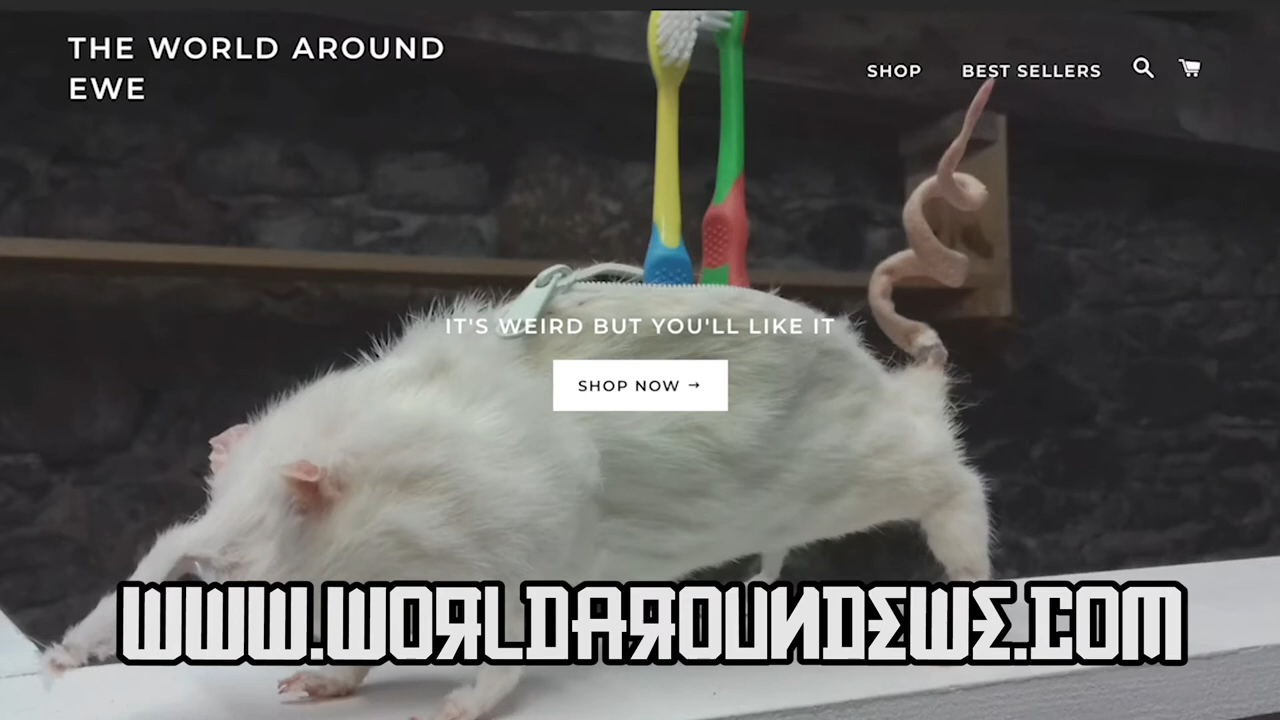 THE WORLD AROUND
EWE
SHOP BEST SELLERS
IT'S WEIRD BUT YOU'LL LIKE IT
SHOP NOW →
WWW.WORLDAROUNDEWE.COM